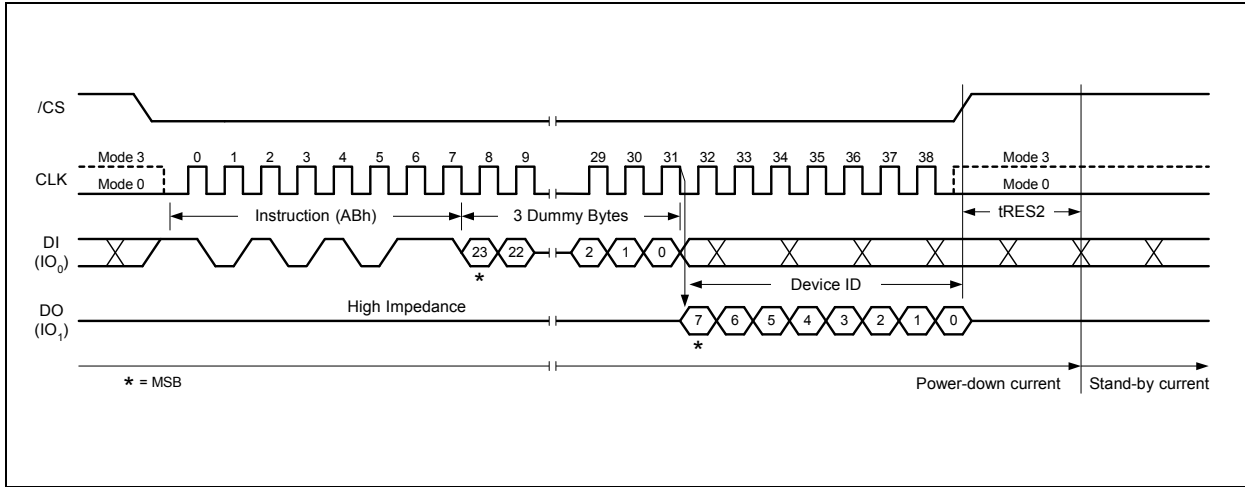 /CS
Mode 3 0 1 2 3 4 5 6 7 8 9 29 30 31 32 33 34 35 36 37 38 Mode 3
CLK
Mode 0 Mode 0
Instruction (ABh) 3 Dummy Bytes tRES2
DI
(IO0)
23 22 2 1 0
*
Device ID
High Impedance
DO
(IO1)
7 6 5 4 3 2 1 0
*
* = MSB
Power-down current Stand-by current